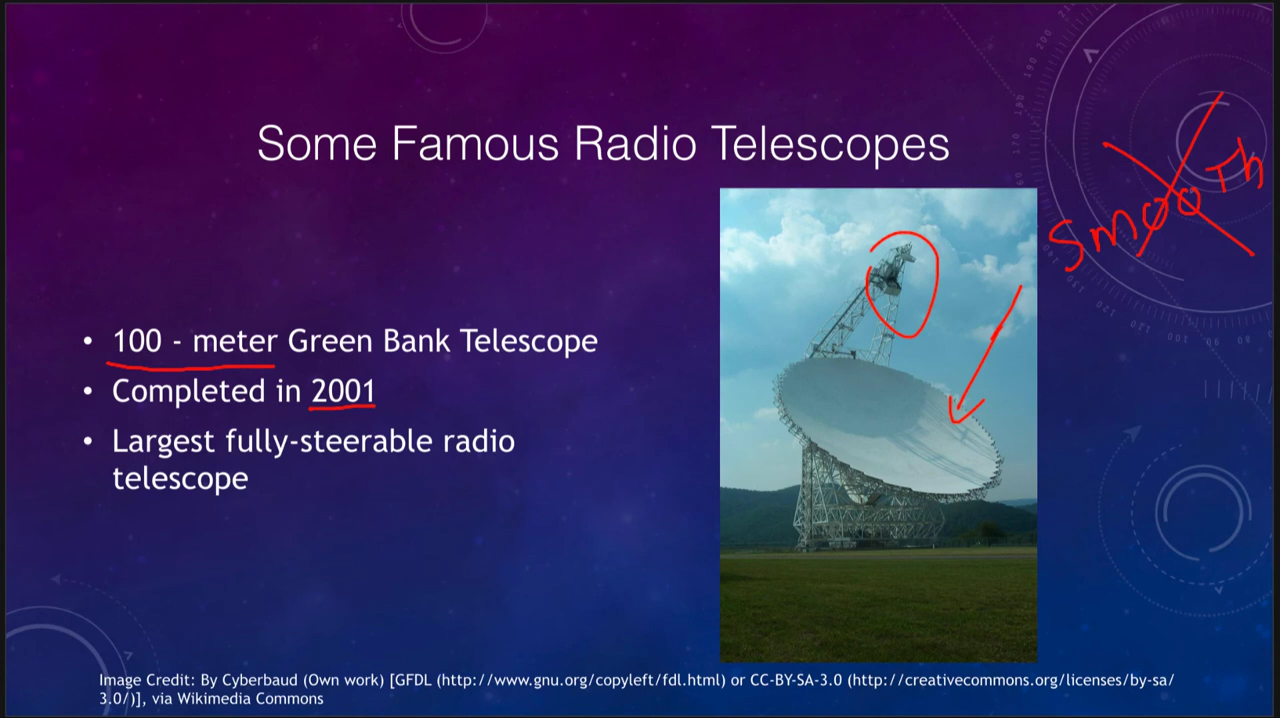 Some Famous Radio Telescopes
SmooTh
• 100 - meter Green Bank Telescope
• Completed in 2001
• Largest fully-steerable radio
telescope
Image Credit: By Cyberbaud (Own work) [GFDL (http://www.gnu.org/copyleft/fdl.html) or CC-BY-SA-3.0 (http://creativecommons.org/licenses/by-sa/
3.0/)], via Wikimedia Commons